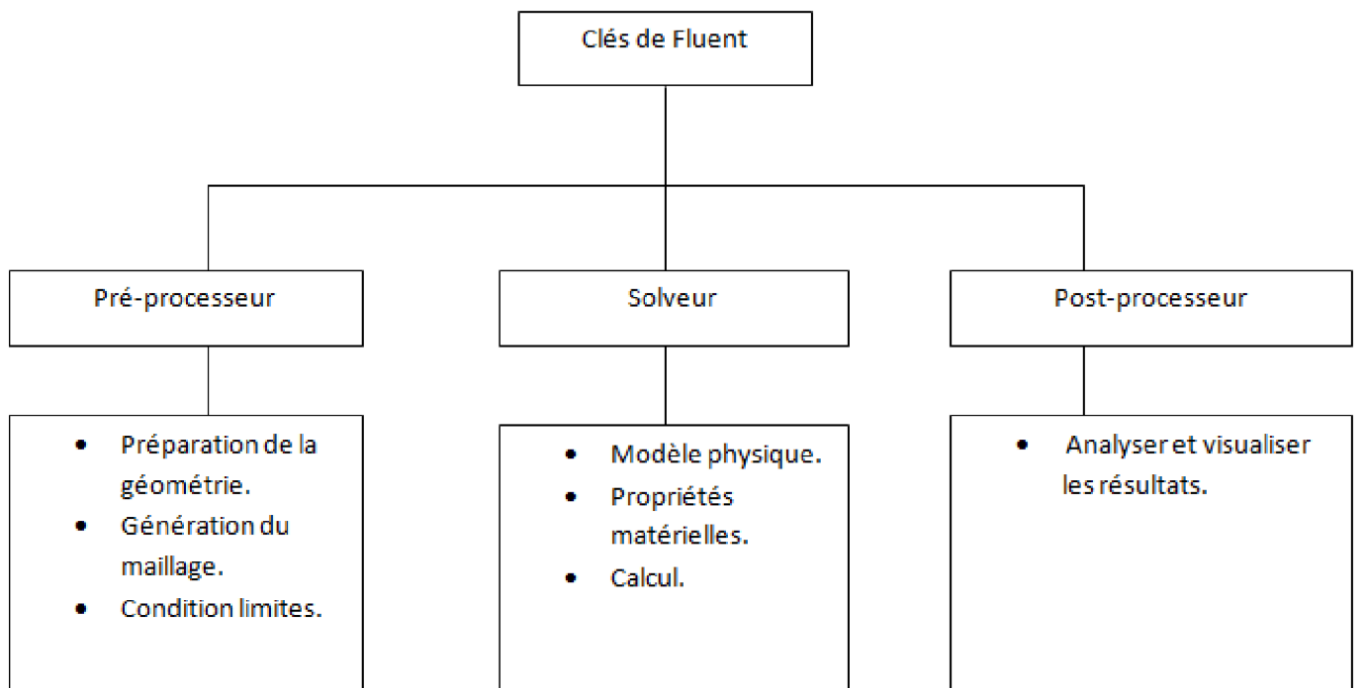 Clés de Fluent
Pré-processeur
Solveur
Post-processeur
• Préparation de la
géométrie.
• Génération du
maillage.
• Condition limites.
• Modèle physique.
• Propriétés
matérielles.
• Calcul.
• Analyser et visualiser
les résultats.